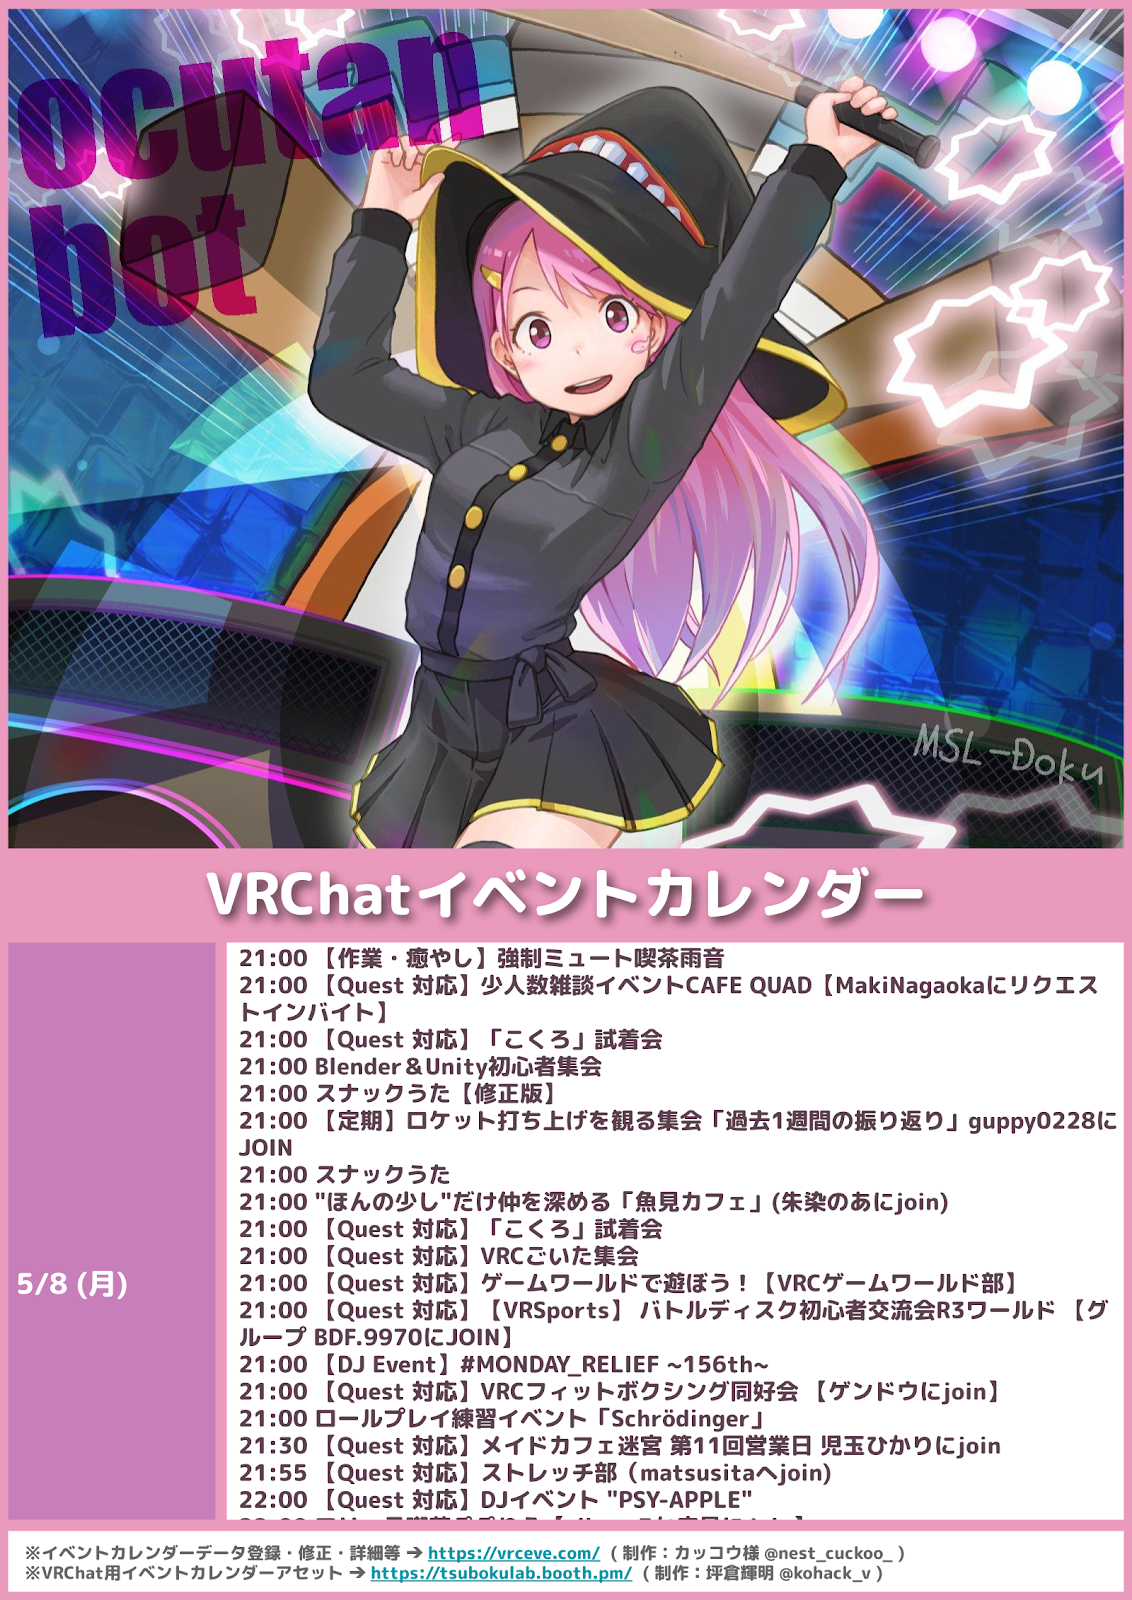 ocutan
bot
MSL-Doku
VRChatイベントカレンダー
5/8 (月)
21:00 【作業・癒やし】強制ミュート喫茶雨音
21:00 【Quest 対応】少人数雑談イベントCAFE QUAD【MakiNagaokaにリクエス
トインバイト】
21:00 【Quest 対応】「こくろ」試着会
21:00 Blender＆Unity初心者集会
21:00 スナックうた【修正版】
21:00 【定期】ロケット打ち上げを観る集会「過去1週間の振り返り」guppy0228に
JOIN
21:00 スナックうた
21:00 "ほんの少し"だけ仲を深める「魚見カフェ」(朱染のあにjoin)
21:00 【Quest 対応】「こくろ」試着会
21:00 【Quest 対応】VRCごいた集会
21:00 【Quest 対応】ゲームワールドで遊ぼう！【VRCゲームワールド部】
21:00 【Quest 対応】【VRSports】 バトルディスク初心者交流会R3ワールド 【グ
ループ BDF.9970にJOIN】
21:00 【DJ Event】#MONDAY_RELIEF ~156th~
21:00 【Quest 対応】VRCフィットボクシング同好会 【ゲンドウにjoin】
21:00 ロールプレイ練習イベント「Schrödinger」
21:30 【Quest 対応】メイドカフェ迷宮 第11回営業日 児玉ひかりにjoin
21:55 【Quest 対応】ストレッチ部（matsusitaへjoin)
22:00 【Quest 対応】DJイベント "PSY-APPLE"
※イベントカレンダーデータ登録・修正・詳細等 ➔ https://vrceve.com/ ( 制作：カッコウ様 @nest_cuckoo_ )
※VRChat用イベントカレンダーアセット ➔ https://tsubokulab.booth.pm/ ( 制作：坪倉輝明 @kohack_v )